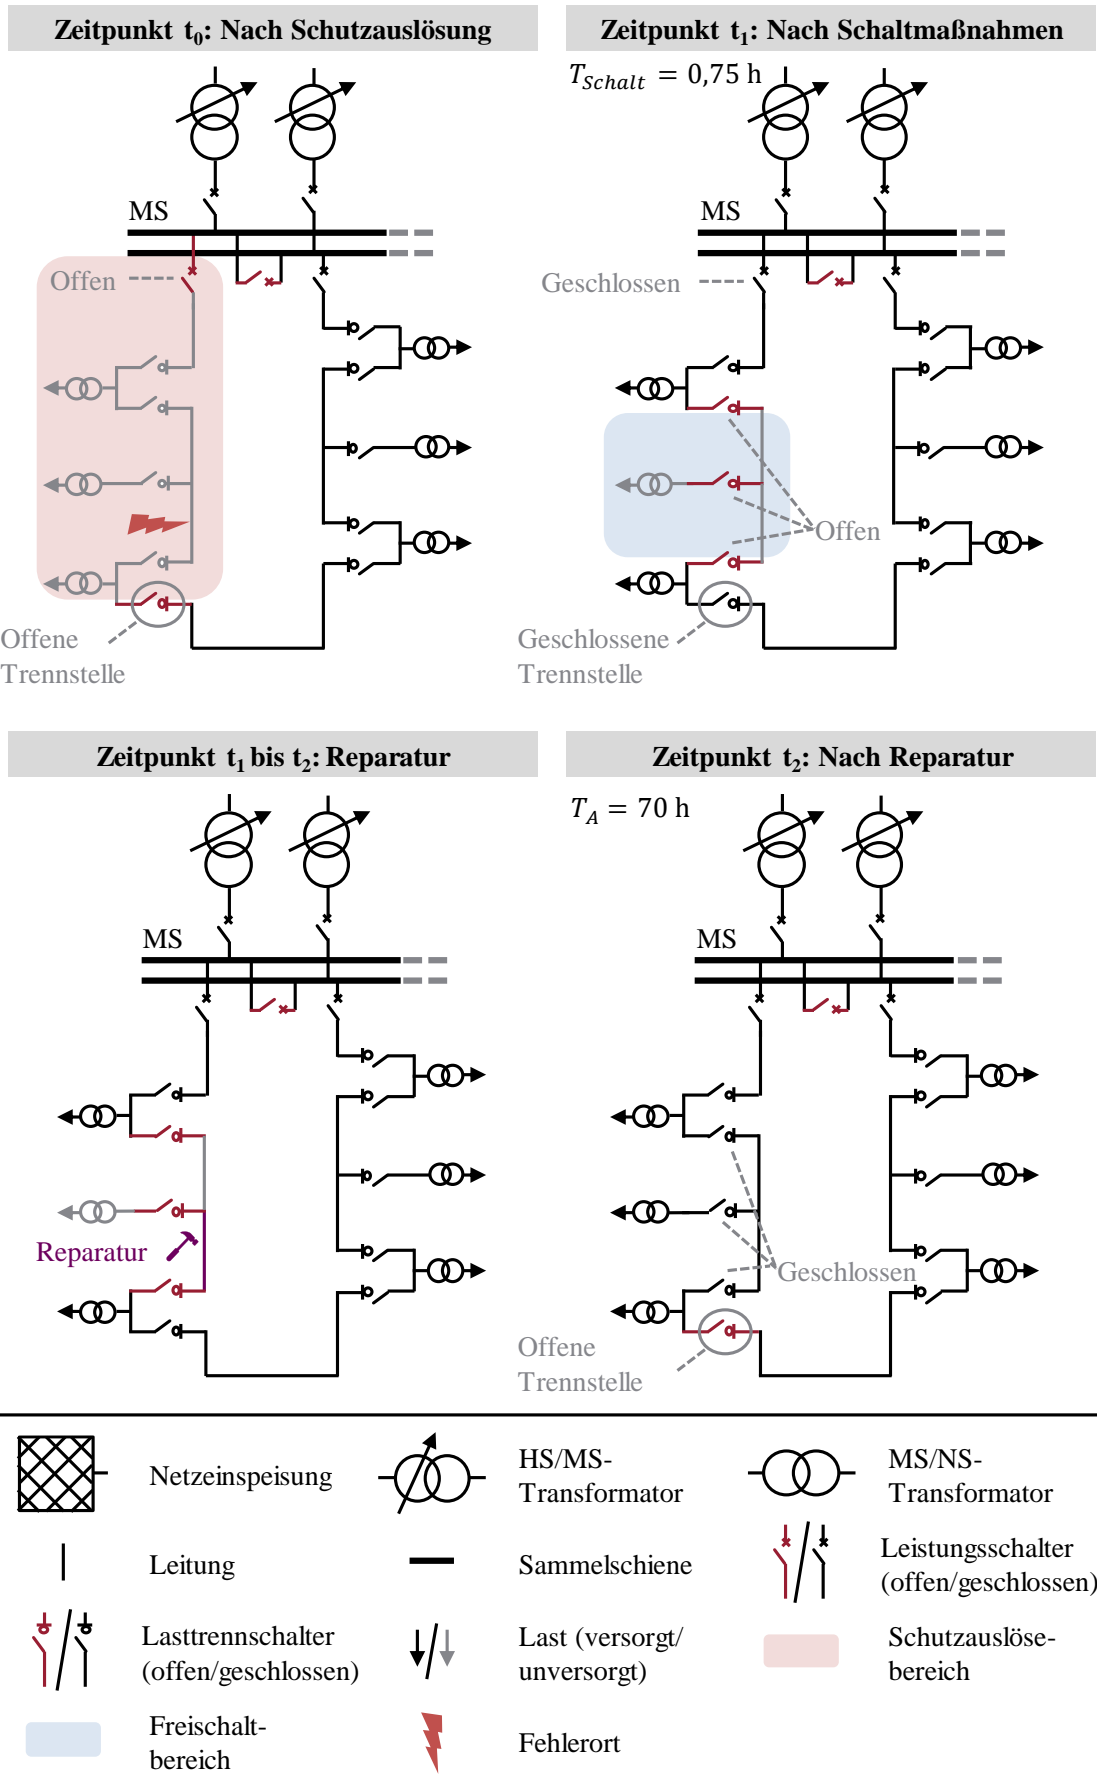 Zeitpunkt t₀: Nach Schutzauslösung
MS
Offen
Offene
Trennstelle
Zeitpunkt t₁: Nach Schaltmaßnahmen
T_Schalt = 0,75 h
MS
Geschlossen
Offen
Geschlossene
Trennstelle
Zeitpunkt t₁ bis t₂: Reparatur
MS
Reparatur
Zeitpunkt t₂: Nach Reparatur
T_A = 70 h
MS
Geschlossen
Offene
Trennstelle
Netzeinspeisung
HS/MS-
Transformator
MS/NS-
Transformator
Leitung
Sammelschiene
Leistungsschalter
(offen/geschlossen)
Lasttrennschalter
(offen/geschlossen)
Last (versorgt/
unversorgt)
Schutzauslöse-
bereich
Freischalt-
bereich
Fehlerort